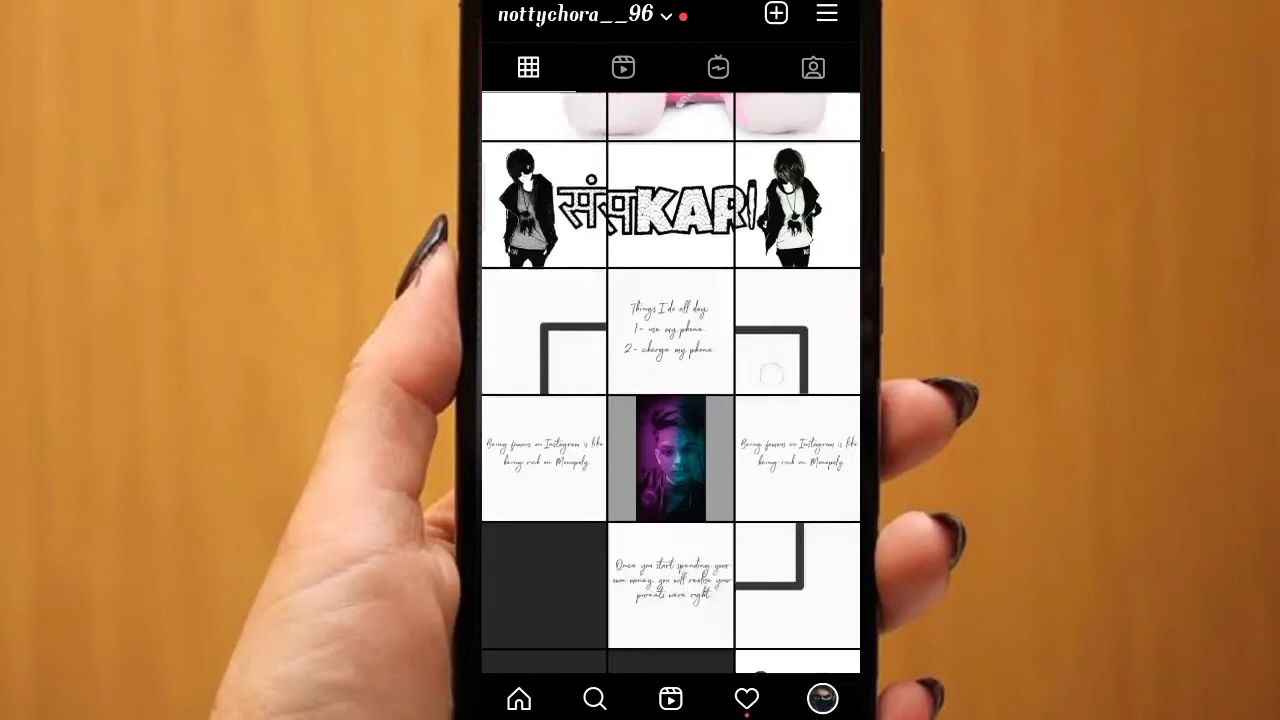 nottychora__96
संसKARI
Things I do all day.
1- use my phone.
2- charge my phone.
Being famous on Instagram is like
being rich on Monopoly.
Being famous on Instagram is like
being rich on Monopoly.
Once you start spending your
own money, you will realise your
parents were right.